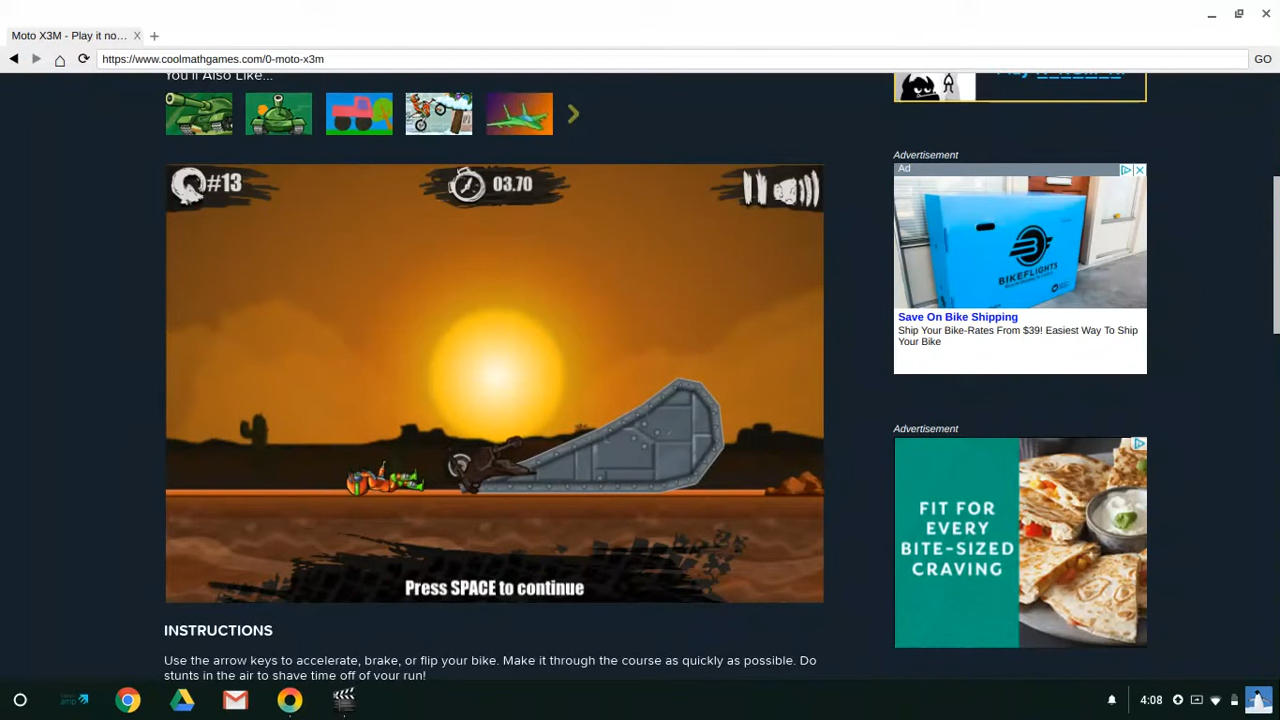 Moto X3M - Play it no... X
https://www.coolmathgames.com/0-moto-x3m
GO
You'll Also Like...
Advertisement
Ad
#13
03.70
BIKEFLIGHTS
Save On Bike Shipping
Ship Your Bike-Rates From $39! Easiest Way To Ship
Your Bike
Advertisement
FIT FOR
EVERY
BITE-SIZED
CRAVING
Press SPACE to continue
INSTRUCTIONS
Use the arrow keys to accelerate, brake, or flip your bike. Make it through the course as quickly as possible. Do
stunts in the air to shave time off of your run!
4:08